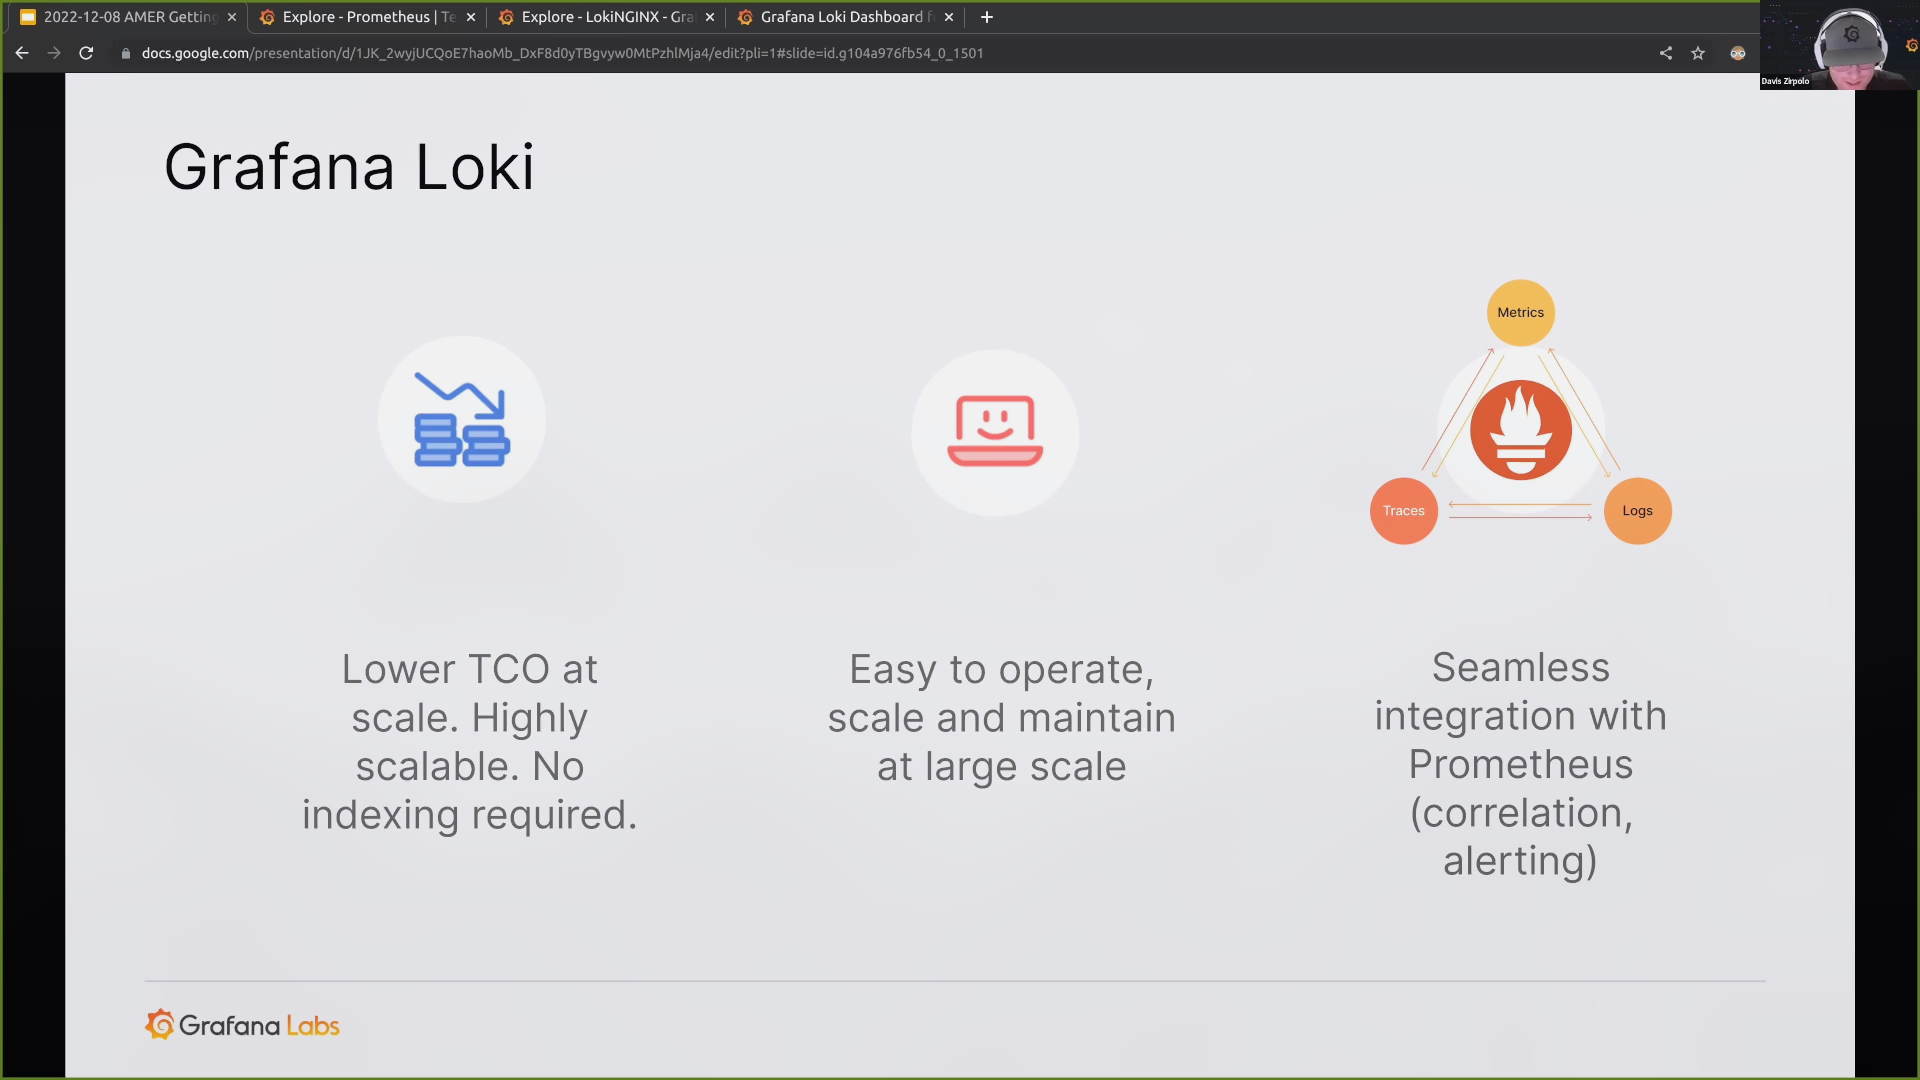 2022-12-08 AMER Getting
Explore - Prometheus | Te
Explore - LokiNGINX - Gra
Grafana Loki Dashboard f
docs.google.com/presentation/d/1JK_2wyjUCQoE7haoMb_DxF8d0yTBgvyw0MtPzhlMja4/edit?pli=1#slide=id.g104a976fb54_0_1501
Davis Zirpolo
Grafana Loki
Metrics
Traces
Logs
Lower TCO at
scale. Highly
scalable. No
indexing required.
Easy to operate,
scale and maintain
at large scale
Seamless
integration with
Prometheus
(correlation,
alerting)
Grafana Labs